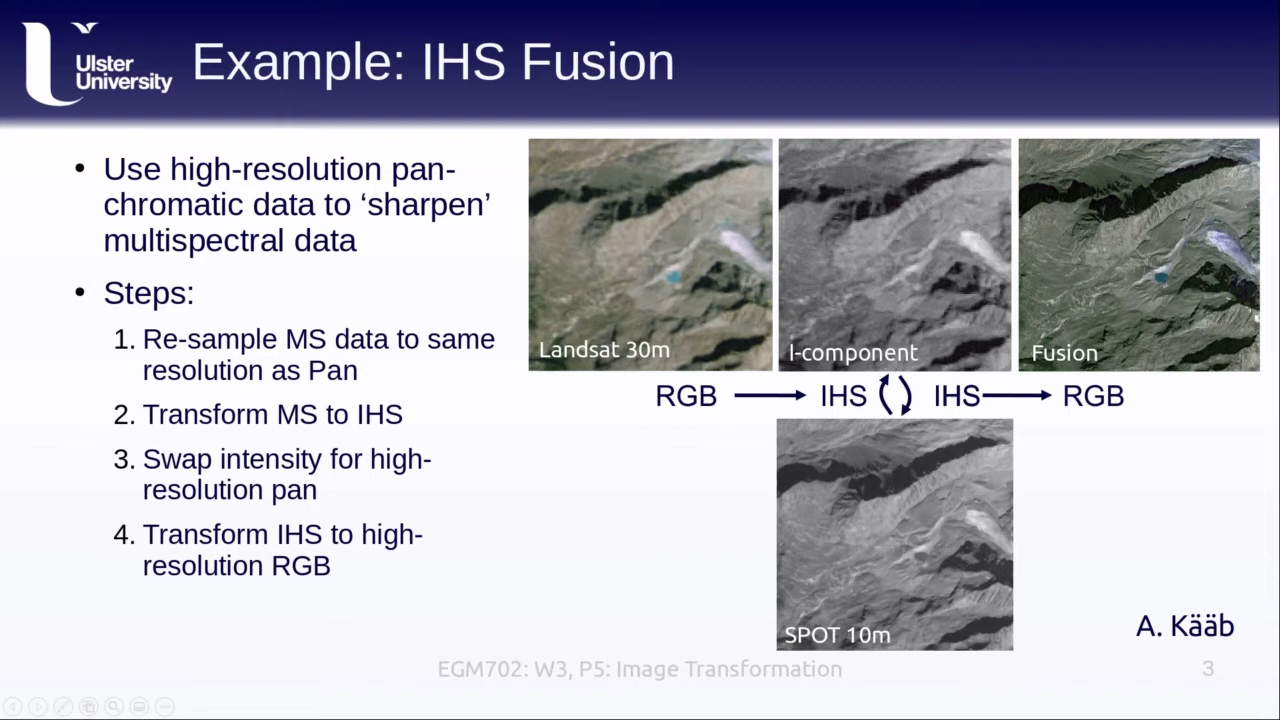 Ulster
University
Example: IHS Fusion
• Use high-resolution pan-
chromatic data to ‘sharpen’
multispectral data
• Steps:
1. Re-sample MS data to same
resolution as Pan
2. Transform MS to IHS
3. Swap intensity for high-
resolution pan
4. Transform IHS to high-
resolution RGB
Landsat 30m
I-component
Fusion
RGB IHS IHS RGB
SPOT 10m
A. Kääb
EGM702: W3, P5: Image Transformation
3